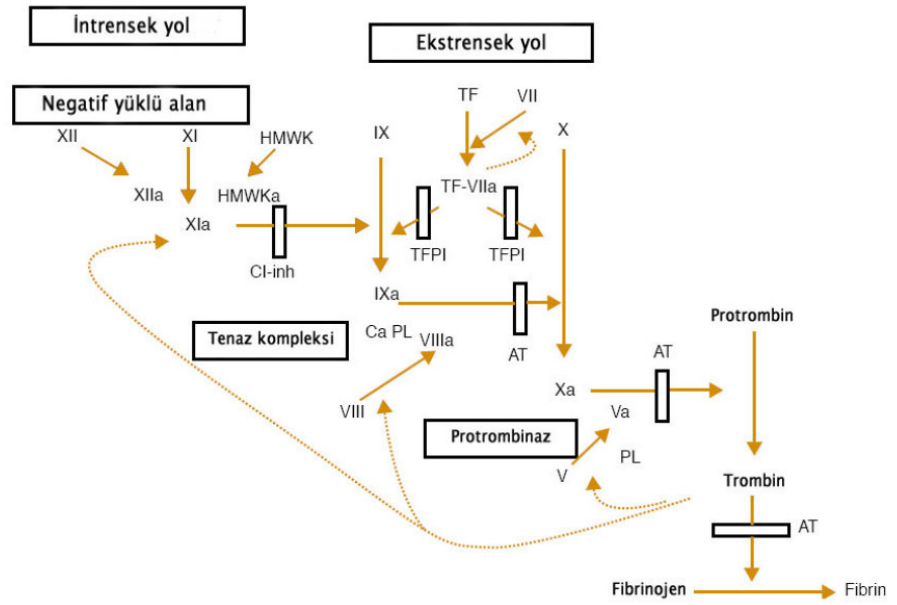 İntrensek yol
Ekstrensek yol
Negatif yüklü alan
TF VII
XII XI HMWK IX X
XIIa HMWKa TF-VIIa
XIa
CI-inh TFPI TFPI
IXa
Tenaz kompleksi Ca PL VIIIa AT Protrombin
AT
VIII Xa
Va
Protrombinaz PL
V Trombin
AT
Fibrinojen Fibrin